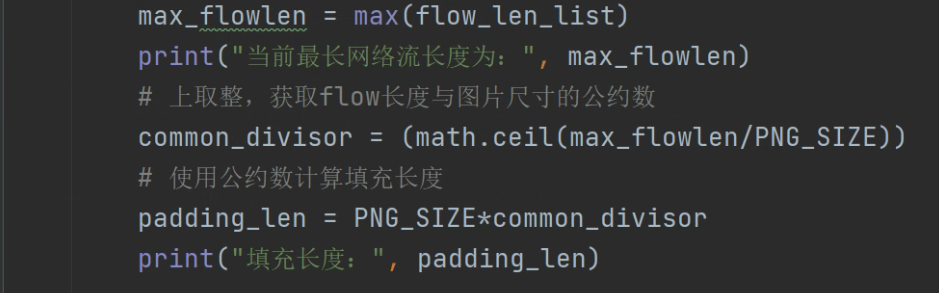 max_flowlen = max(flow_len_list)
print("当前最长网络流长度为：", max_flowlen)
# 上取整，获取flow长度与图片尺寸的公约数
common_divisor = (math.ceil(max_flowlen/PNG_SIZE))
# 使用公约数计算填充长度
padding_len = PNG_SIZE*common_divisor
print("填充长度：", padding_len)